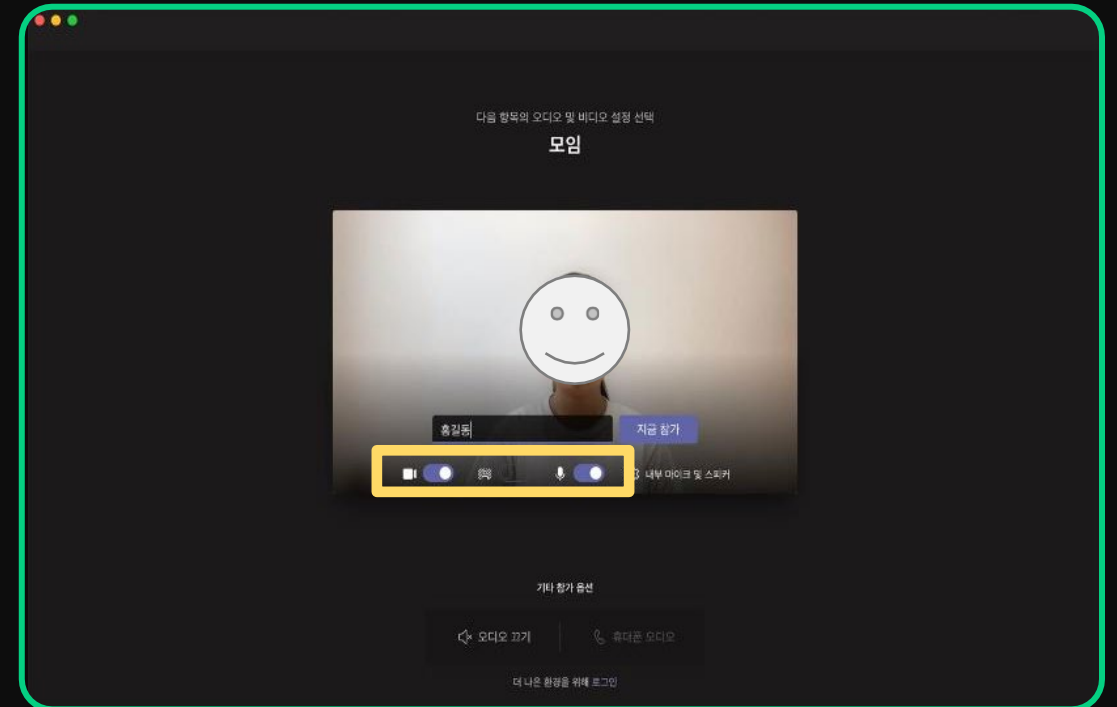 다음 항목의 오디오 및 비디오 설정 선택
모임
홍길동
지금 참가
내부 마이크 및 스피커
기타 참가 옵션
오디오 끄기
휴대폰 오디오
더 나은 환경을 위해 로그인